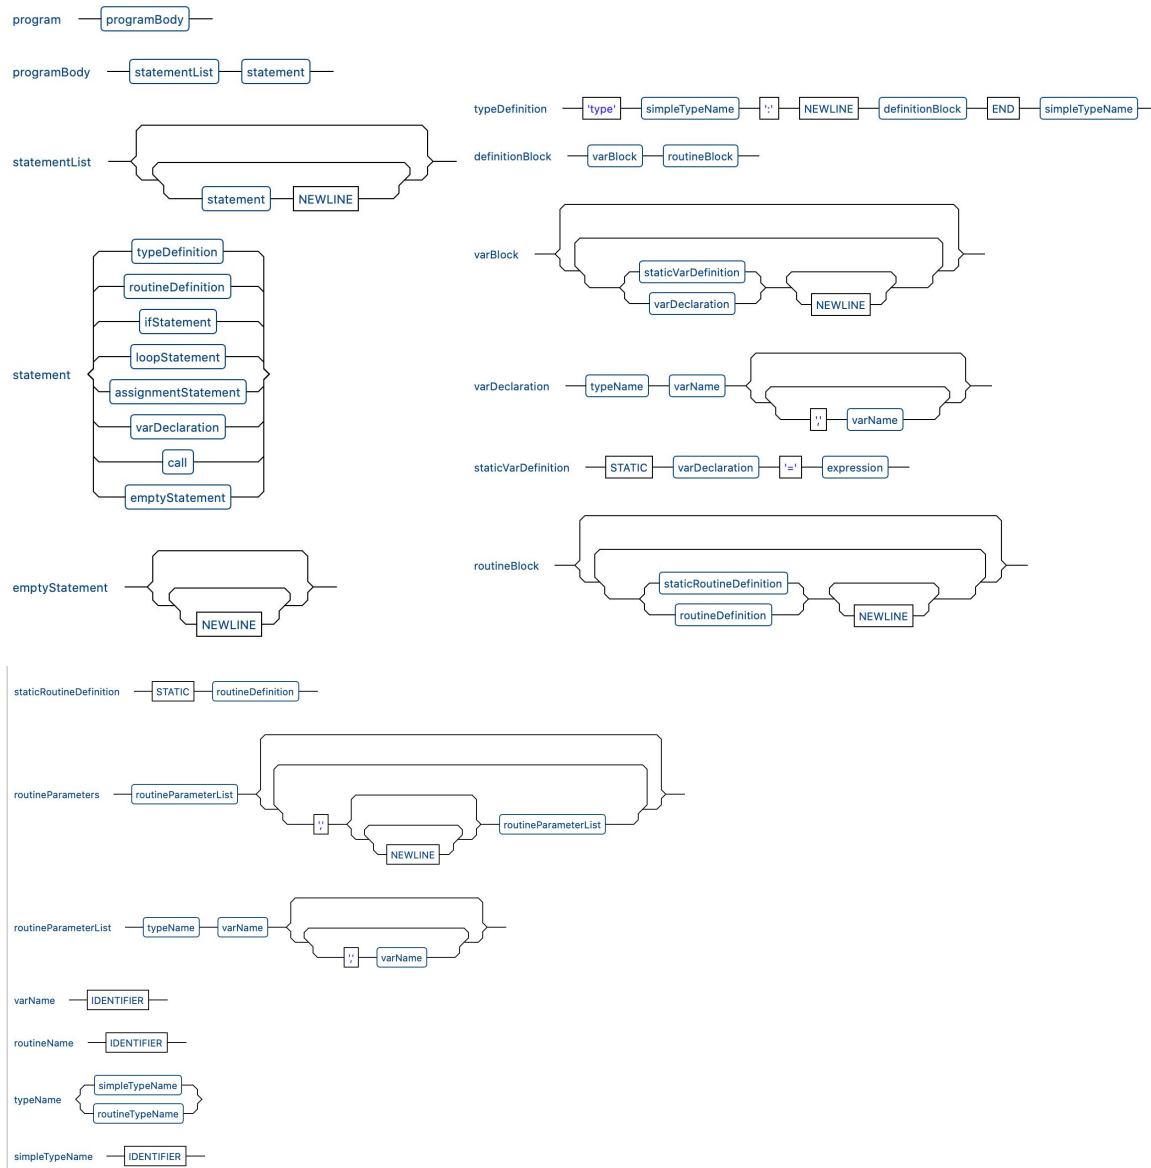 program programBody
programBody statementList statement
statementList
statement NEWLINE
statement
typeDefinition
routineDefinition
ifStatement
loopStatement
assignmentStatement
varDeclaration
call
emptyStatement
emptyStatement
NEWLINE
typeDefinition 'type' simpleTypeName ':' NEWLINE definitionBlock END simpleTypeName
definitionBlock varBlock routineBlock
varBlock
staticVarDefinition
varDeclaration
NEWLINE
varDeclaration typeName varName
',' varName
staticVarDefinition STATIC varDeclaration '=' expression
routineBlock
staticRoutineDefinition
routineDefinition
NEWLINE
staticRoutineDefinition STATIC routineDefinition
routineParameters routineParameterList
',' routineParameterList
NEWLINE
routineParameterList typeName varName
',' varName
varName IDENTIFIER
routineName IDENTIFIER
typeName
simpleTypeName
routineTypeName
simpleTypeName IDENTIFIER